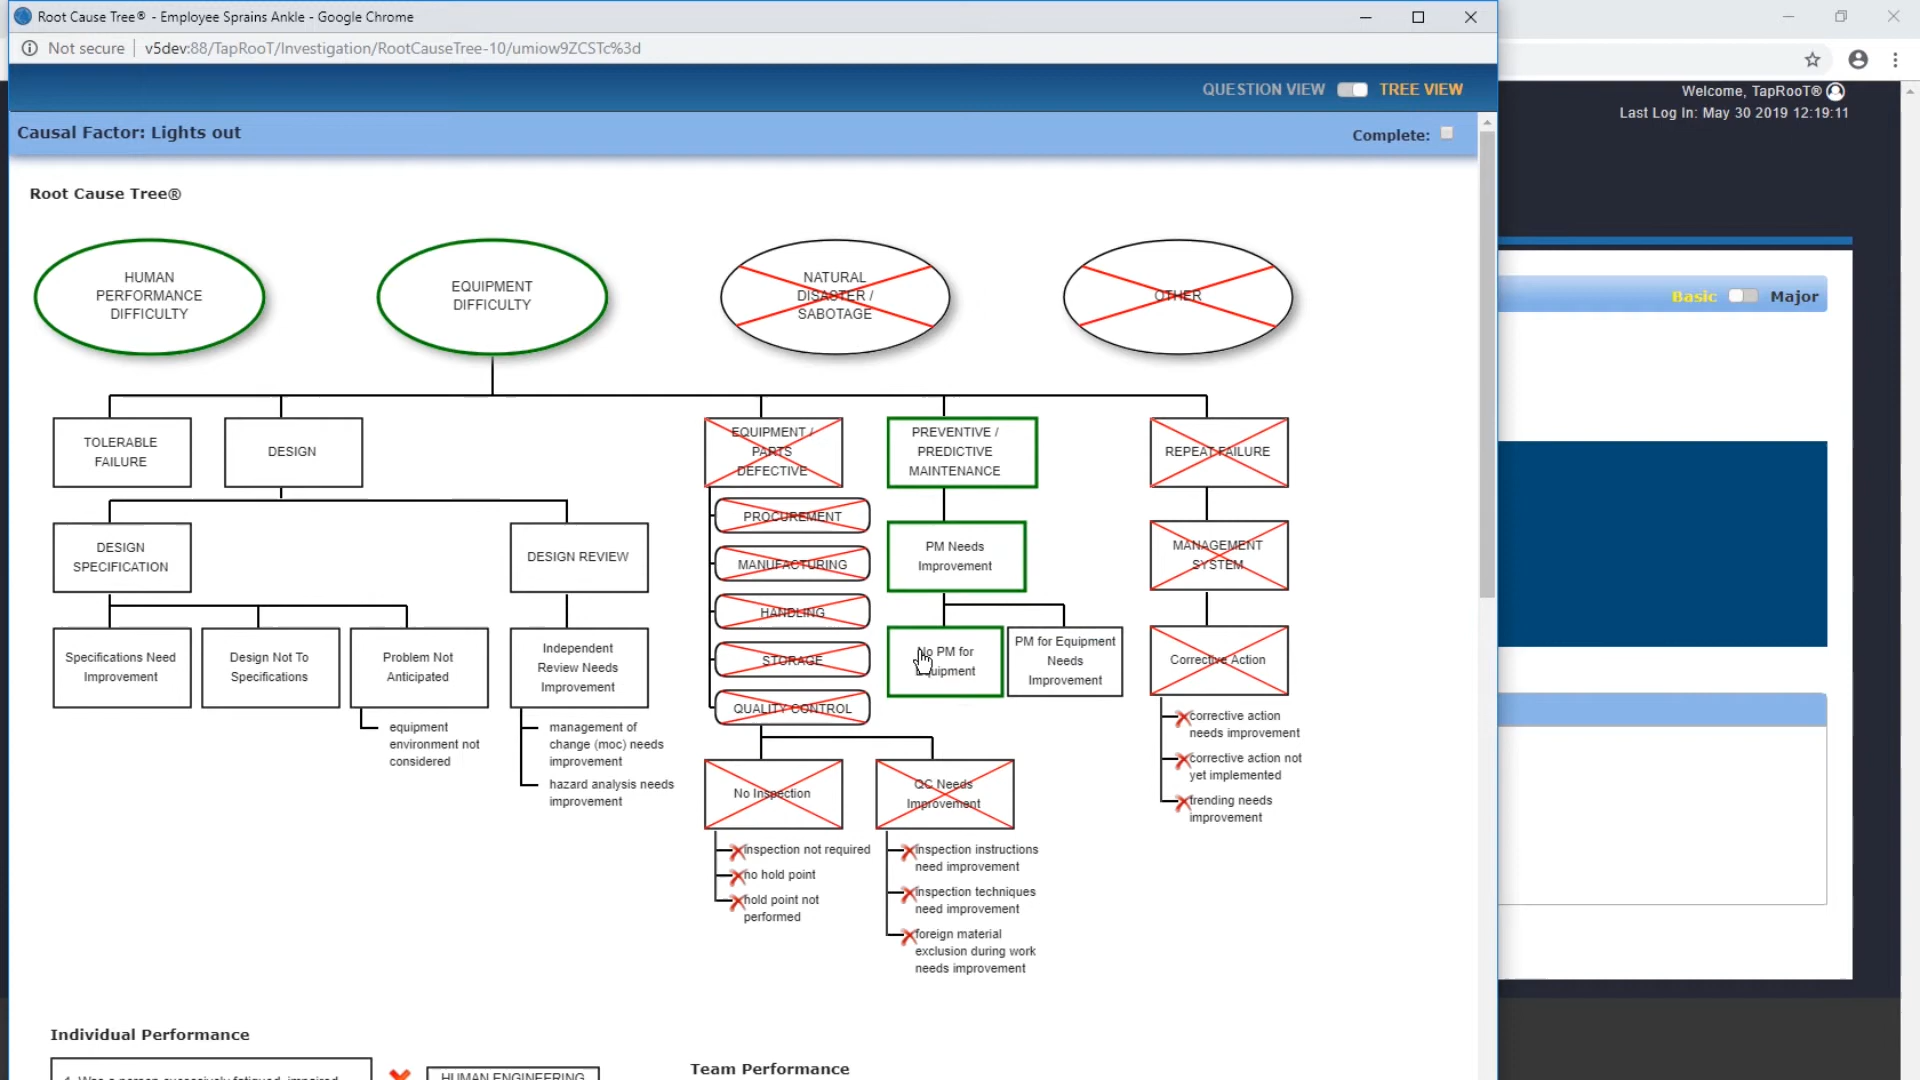 Root Cause Tree® - Employee Sprains Ankle - Google Chrome
Not secure
v5dev:88/TapRooT/Investigation/RootCauseTree-10/umiow9ZCSTc%3d
Welcome, TapRooT®
Last Log In: May 30 2019 12:19:11
QUESTION VIEW
TREE VIEW
Causal Factor: Lights out
Complete:
Root Cause Tree®
Basic
Major
HUMAN
PERFORMANCE
DIFFICULTY
EQUIPMENT
DIFFICULTY
NATURAL
DISASTER /
SABOTAGE
OTHER
TOLERABLE
FAILURE
DESIGN
EQUIPMENT /
PARTS
DEFECTIVE
PREVENTIVE /
PREDICTIVE
MAINTENANCE
REPEAT FAILURE
DESIGN
SPECIFICATION
DESIGN REVIEW
PROCUREMENT
MANUFACTURING
HANDLING
STORAGE
QUALITY CONTROL
PM Needs
Improvement
MANAGEMENT
SYSTEM
Specifications Need
Improvement
Design Not To
Specifications
Problem Not
Anticipated
Independent
Review Needs
Improvement
No PM for
Equipment
PM for Equipment
Needs
Improvement
Corrective Action
equipment
environment not
considered
management of
change (moc) needs
improvement
hazard analysis needs
improvement
corrective action
needs improvement
corrective action not
yet implemented
trending needs
improvement
No Inspection
QC Needs
Improvement
inspection not required
no hold point
hold point not
performed
inspection instructions
need improvement
inspection techniques
need improvement
foreign material
exclusion during work
needs improvement
Individual Performance
Team Performance
HUMAN ENGINEERING